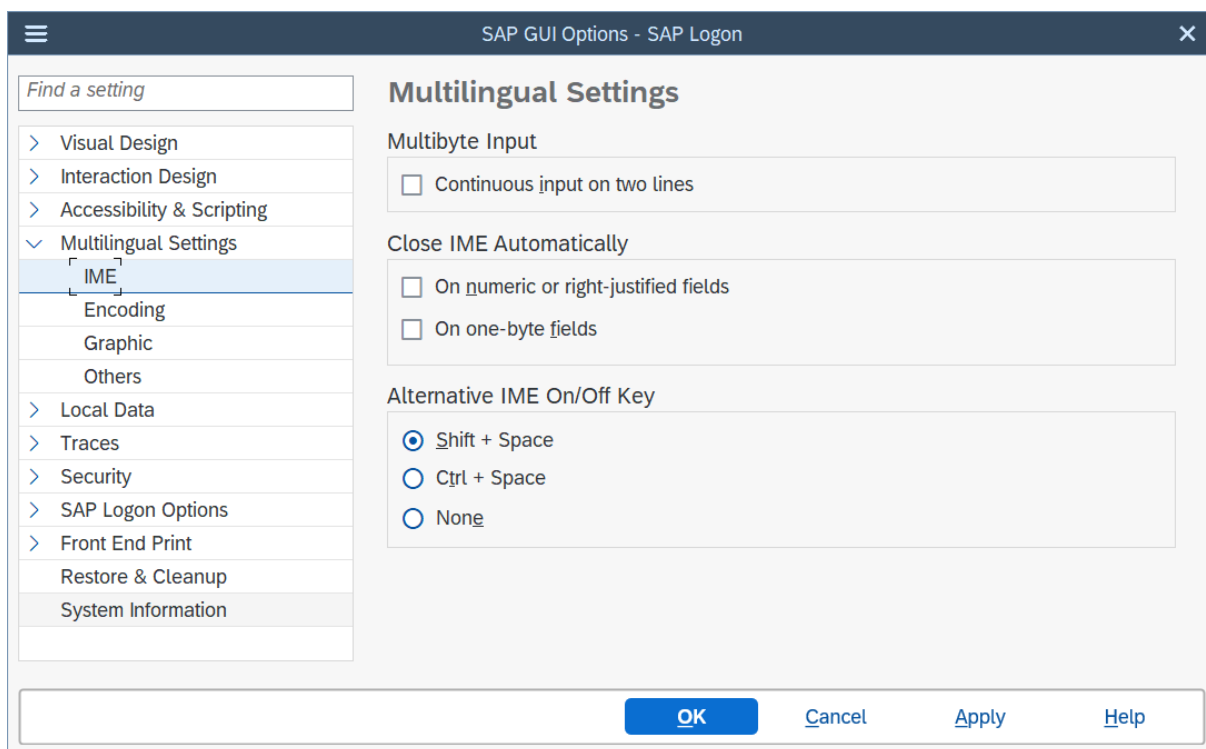 SAP GUI Options - SAP Logon
Find a setting
Visual Design
Interaction Design
Accessibility & Scripting
Multilingual Settings
IME
Encoding
Graphic
Others
Local Data
Traces
Security
SAP Logon Options
Front End Print
Restore & Cleanup
System Information
Multilingual Settings
Multibyte Input
Continuous input on two lines
Close IME Automatically
On numeric or right-justified fields
On one-byte fields
Alternative IME On/Off Key
Shift + Space
Ctrl + Space
None
OK Cancel Apply Help